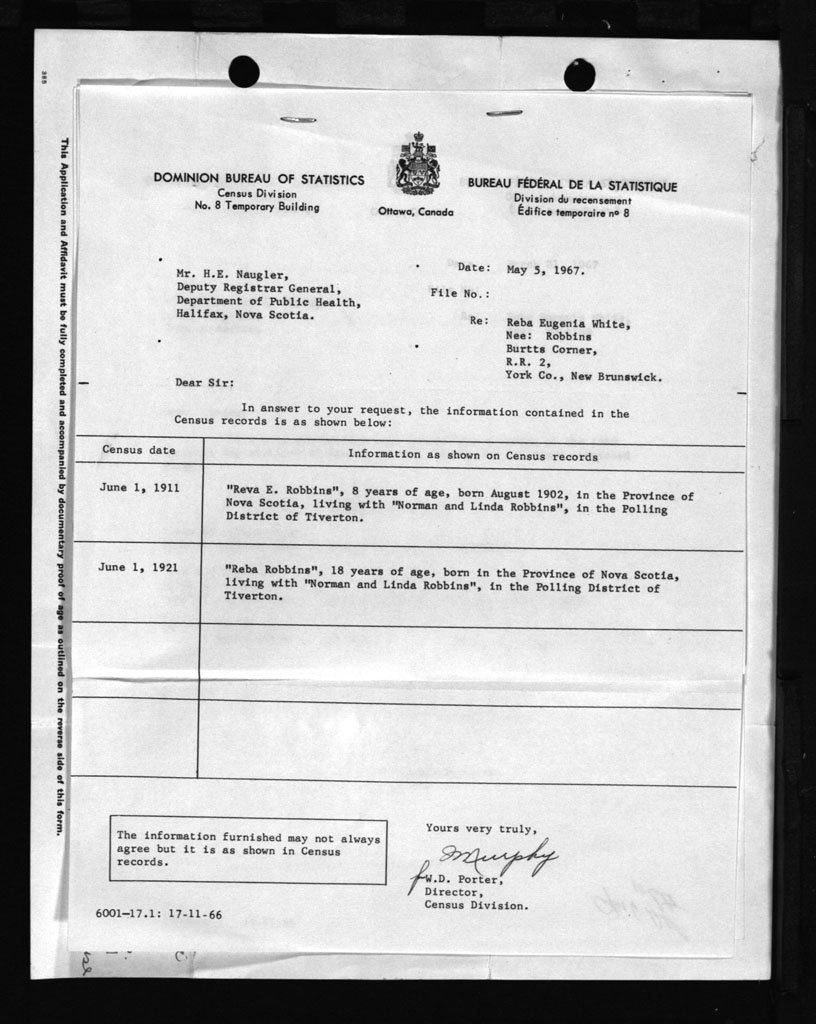 This Application and Affidavit must be fully completed and accompanied by documentary proof of age as outlined on the reverse side of this form.
DOMINION BUREAU OF STATISTICS
Census Division
No. 8 Temporary Building
Ottawa, Canada
BUREAU FÉDÉRAL DE LA STATISTIQUE
Division du recensement
Édifice temporaire nº 8
Mr. H.E. Naugler,
Deputy Registrar General,
Department of Public Health,
Halifax, Nova Scotia.
Date: May 5, 1967.
File No.:
Re: Reba Eugenia White,
Nee: Robbins
Burtts Corner,
R.R. 2,
York Co., New Brunswick.
Dear Sir:
In answer to your request, the information contained in the
Census records is as shown below:
Census date
Information as shown on Census records
June 1, 1911
"Reva E. Robbins", 8 years of age, born August 1902, in the Province of
Nova Scotia, living with "Norman and Linda Robbins", in the Polling
District of Tiverton.
June 1, 1921
"Reba Robbins", 18 years of age, born in the Province of Nova Scotia,
living with "Norman and Linda Robbins", in the Polling District of
Tiverton.
The information furnished may not always
agree but it is as shown in Census
records.
Yours very truly,
Murphy
f W.D. Porter,
Director,
Census Division.
6001-17.1: 17-11-66